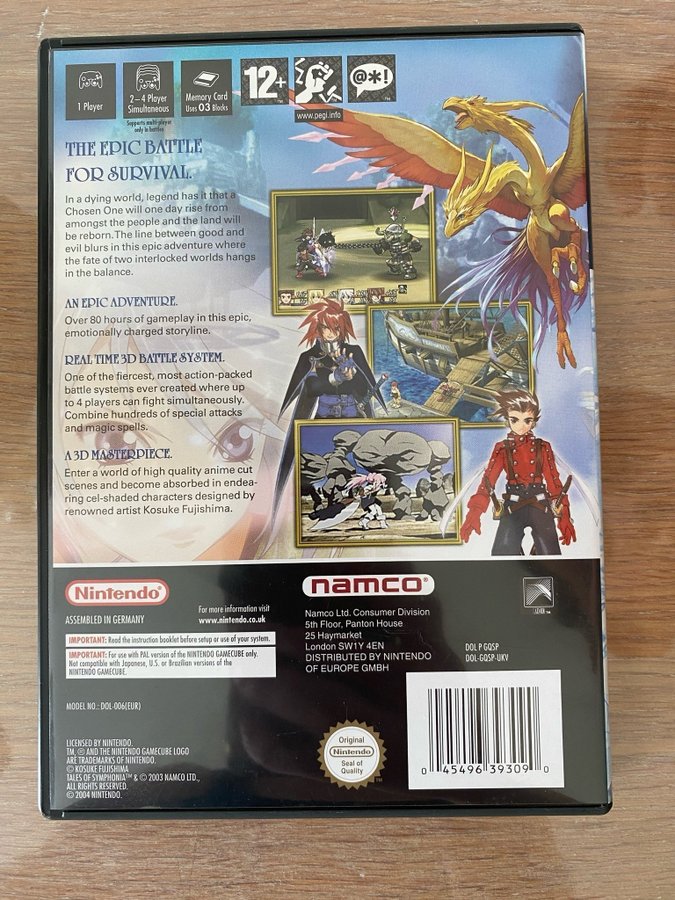 1 Player
2–4 Player
Simultaneous
Supports multi-player
only in battles
Memory Card
Uses 03 Blocks
12+
www.pegi.info
@*!
THE EPIC BATTLE
FOR SURVIVAL.
In a dying world, legend has it that a
Chosen One will one day rise from
amongst the people and the land will
be reborn. The line between good and
evil blurs in this epic adventure where
the fate of two interlocked worlds hangs
in the balance.
AN EPIC ADVENTURE.
Over 80 hours of gameplay in this epic,
emotionally charged storyline.
REAL TIME 3D BATTLE SYSTEM.
One of the fiercest, most action-packed
battle systems ever created where up
to 4 players can fight simultaneously.
Combine hundreds of special attacks
and magic spells.
A 3D MASTERPIECE.
Enter a world of high quality anime cut
scenes and become absorbed in endea-
ring cel-shaded characters designed by
renowned artist Kosuke Fujishima.
Nintendo®
ASSEMBLED IN GERMANY
For more information visit
www.nintendo.co.uk
IMPORTANT: Read the instruction booklet before setup or use of your system.
IMPORTANT: For use with PAL version of the NINTENDO GAMECUBE only.
Not compatible with Japanese, U.S. or Brazilian versions of the
NINTENDO GAMECUBE.
MODEL NO.: DOL-006(EUR)
LICENSED BY NINTENDO.
TM, ® AND THE NINTENDO GAMECUBE LOGO
ARE TRADEMARKS OF NINTENDO.
© KOSUKE FUJISHIMA
TALES OF SYMPHONIA™ & © 2003 NAMCO LTD.,
ALL RIGHTS RESERVED.
© 2004 NINTENDO.
namco®
Namco Ltd. Consumer Division
5th Floor, Panton House
25 Haymarket
London SW1Y 4EN
DISTRIBUTED BY NINTENDO
OF EUROPE GMBH
Original
Nintendo
Seal of
Quality
TM
DOL P GQSP
DOL-GQSP-UKV
0 45496 39309 0